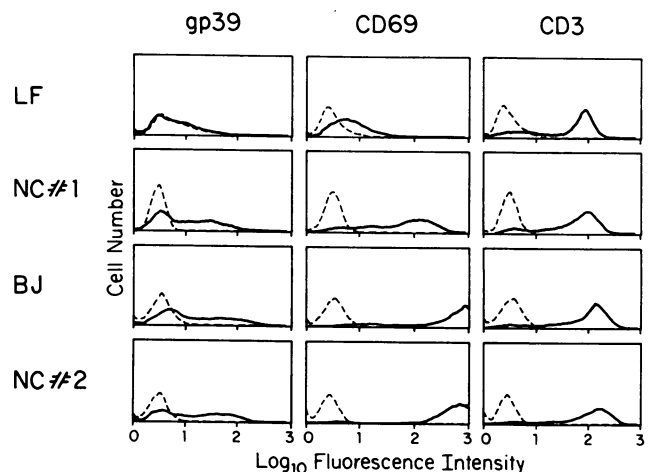 gp39 CD69 CD3
LF
NC#1
BJ
NC#2
Cell Number
0 1 2 3 0 1 2 3 0 1 2 3
Log10 Fluorescence Intensity